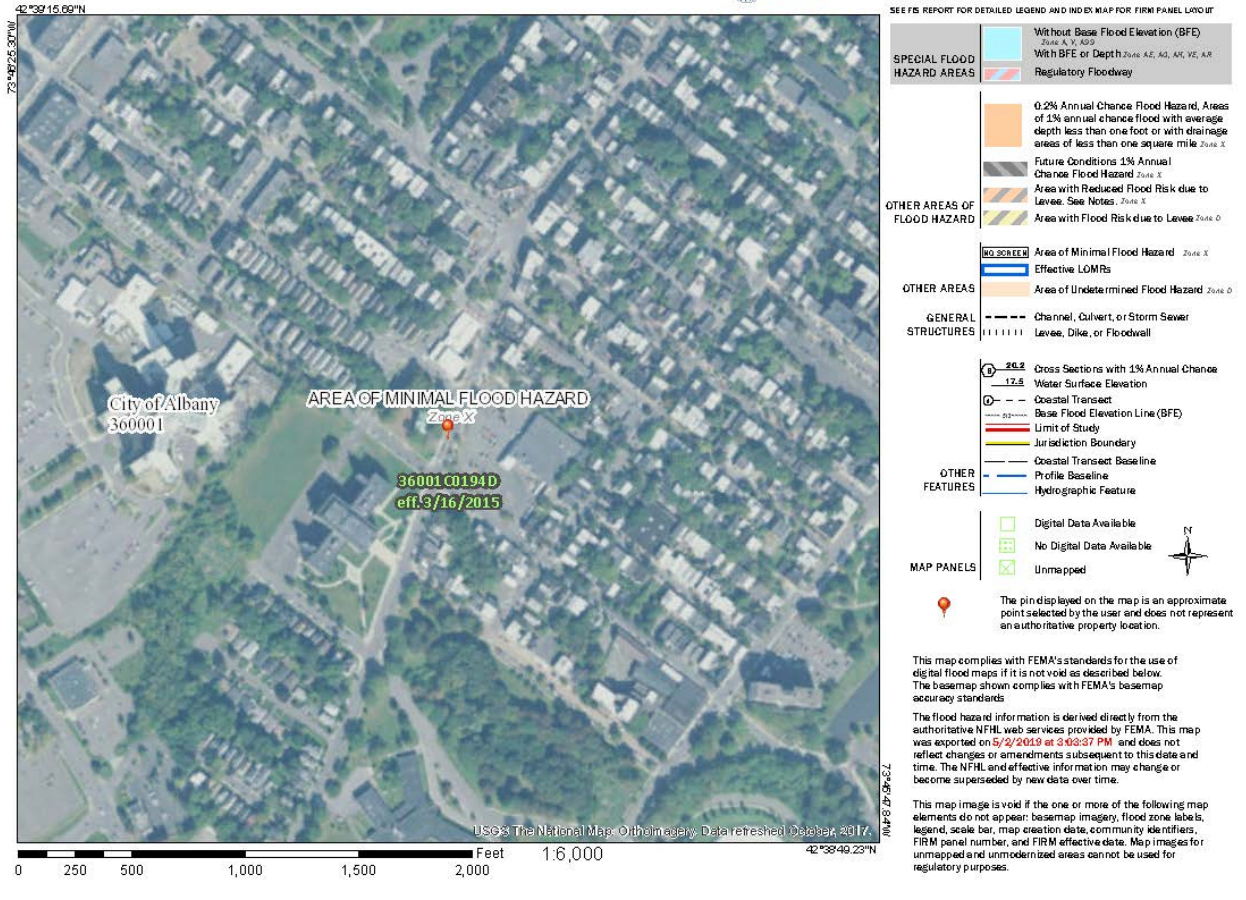 42°39'15.69"N
73°46'25.30"W
City of Albany
360001
AREA OF MINIMAL FLOOD HAZARD
Zone X
36001C0194D
eff. 3/16/2015
USGS The National Map: Orthoimagery. Data refreshed October, 2017.
73°45'47.84"W
42°38'49.23"N
Feet
1:6,000
0
250
500
1,000
1,500
2,000
SEE FIS REPORT FOR DETAILED LEGEND AND INDEX MAP FOR FIRM PANEL LAYOUT
SPECIAL FLOOD
HAZARD AREAS
Without Base Flood Elevation (BFE)
Zone A, V, A99
With BFE or Depth Zone AE, AO, AH, VE, AR
Regulatory Floodway
OTHER AREAS OF
FLOOD HAZARD
0.2% Annual Chance Flood Hazard, Areas
of 1% annual chance flood with average
depth less than one foot or with drainage
areas of less than one square mile Zone X
Future Conditions 1% Annual
Chance Flood Hazard Zone X
Area with Reduced Flood Risk due to
Levee. See Notes. Zone X
Area with Flood Risk due to Levee Zone D
OTHER AREAS
NO SCREEN Area of Minimal Flood Hazard Zone X
Effective LOMRs
Area of Undetermined Flood Hazard Zone D
GENERAL
STRUCTURES
Channel, Culvert, or Storm Sewer
Levee, Dike, or Floodwall
OTHER
FEATURES
B 20.2 Cross Sections with 1% Annual Chance
17.5 Water Surface Elevation
Coastal Transect
513 Base Flood Elevation Line (BFE)
Limit of Study
Jurisdiction Boundary
Coastal Transect Baseline
Profile Baseline
Hydrographic Feature
MAP PANELS
Digital Data Available
No Digital Data Available
Unmapped
N
The pin displayed on the map is an approximate
point selected by the user and does not represent
an authoritative property location.
This map complies with FEMA's standards for the use of
digital flood maps if it is not void as described below.
The basemap shown complies with FEMA's basemap
accuracy standards
The flood hazard information is derived directly from the
authoritative NFHL web services provided by FEMA. This map
was exported on 5/2/2019 at 3:03:37 PM and does not
reflect changes or amendments subsequent to this date and
time. The NFHL and effective information may change or
become superseded by new data over time.
This map image is void if the one or more of the following map
elements do not appear: basemap imagery, flood zone labels,
legend, scale bar, map creation date, community identifiers,
FIRM panel number, and FIRM effective date. Map images for
unmapped and unmodernized areas cannot be used for
regulatory purposes.